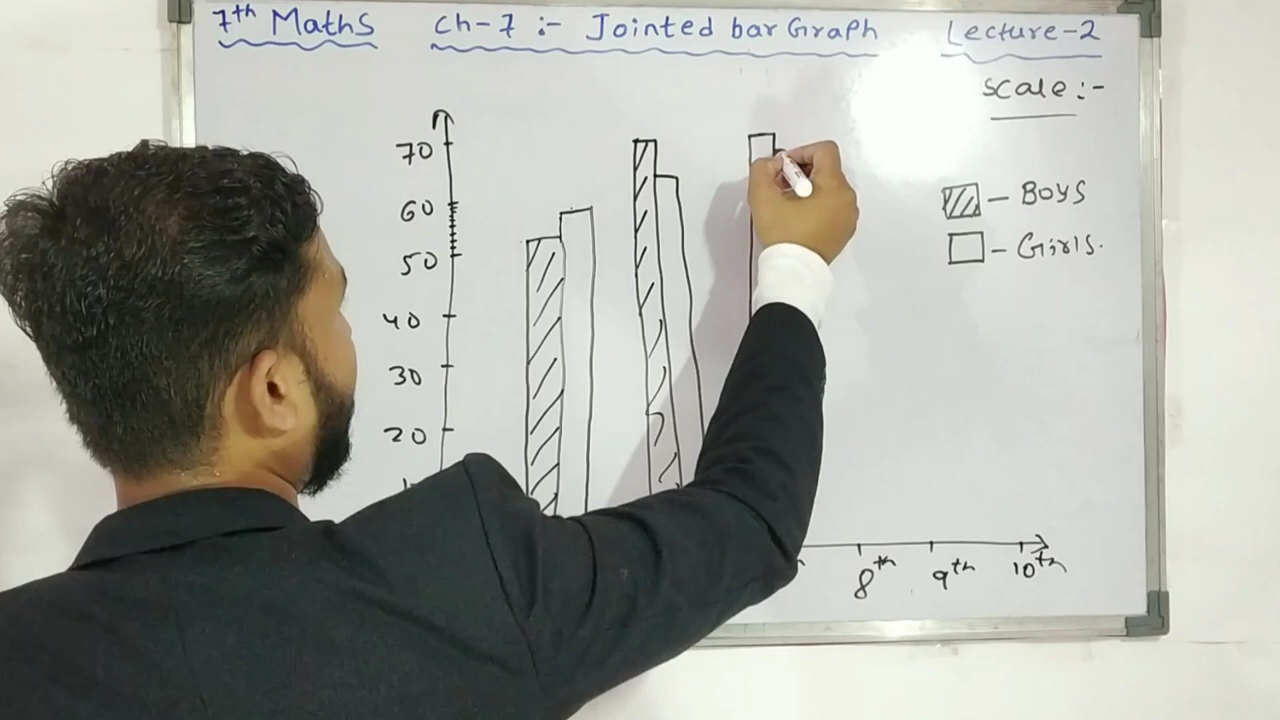 7th Maths Ch-7 :- Jointed bar Graph Lecture-2
Scale :-
70
60
50
40
30
20
- Boys
- Girls.
8th 9th 10th